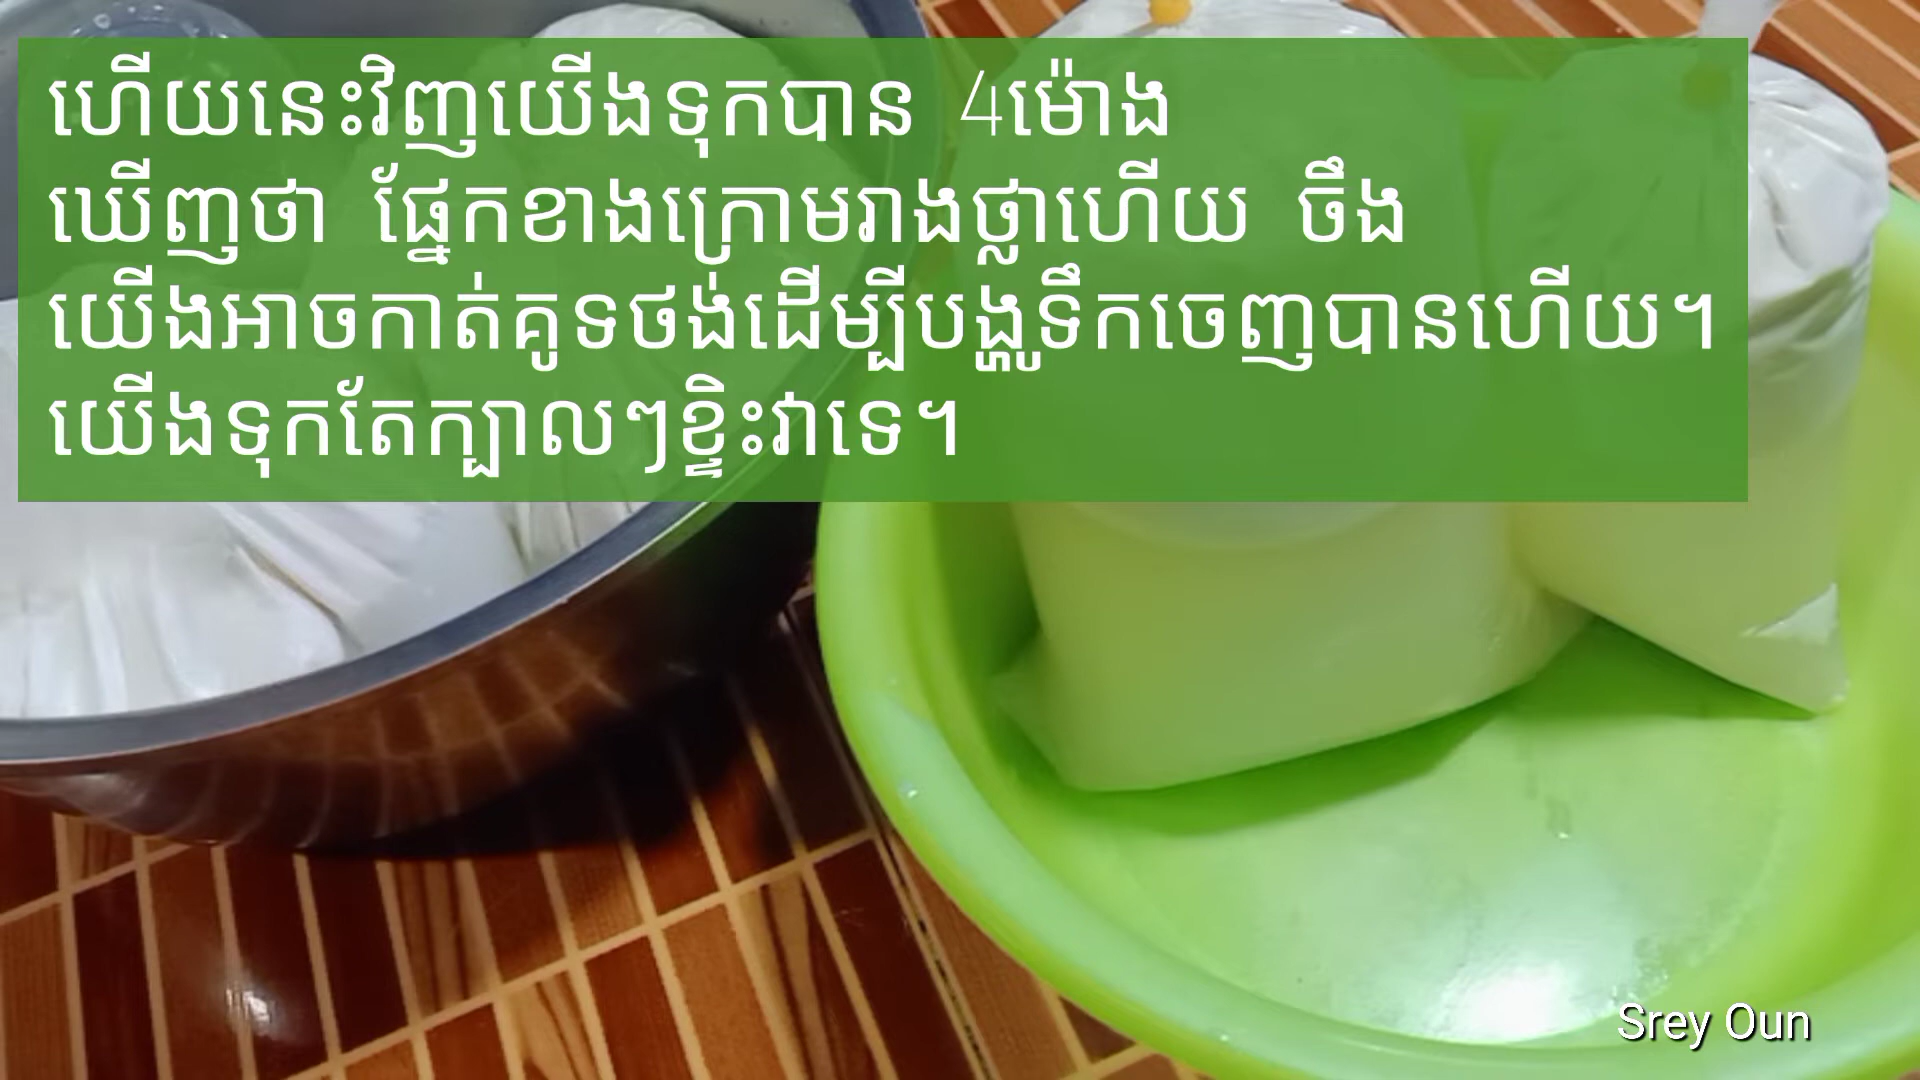 ហើយនេះវិញយើងទុកបាន 4ម៉ោង
ឃើញថា ផ្នែកខាងក្រោមរាងថ្លាហើយ ចឹង
យើងអាចកាត់គូទថង់ដើម្បីបង្ហូទឹកចេញបានហើយ។
យើងទុកតែក្បាលៗខ្ទិះវាទេ។
Srey Oun